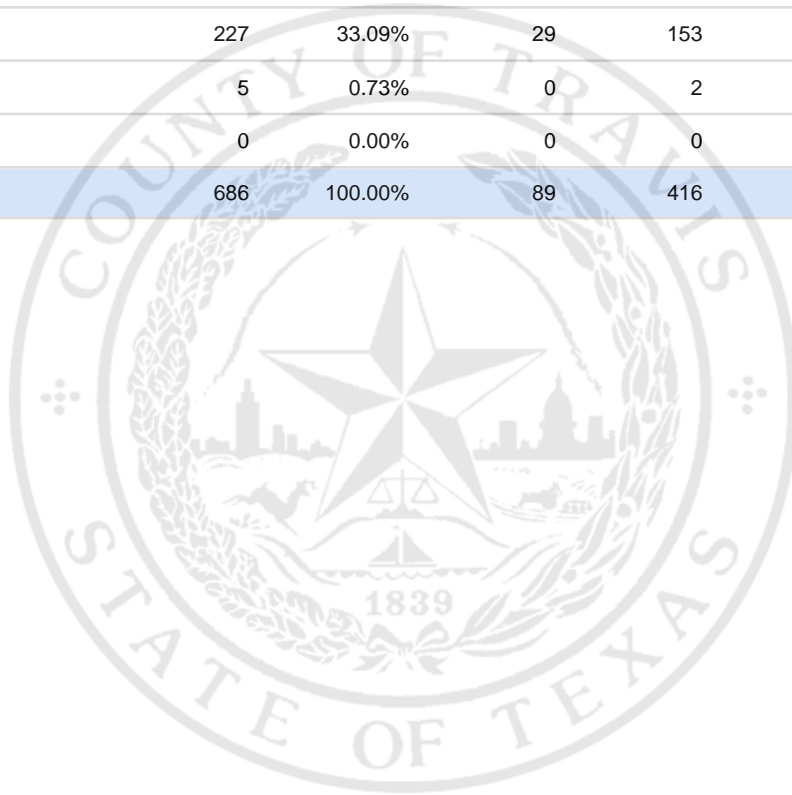 227 33.09% 29 153
5 0.73% 0 2
0 0.00% 0 0
686 100.00% 89 416
COUNTY OF TRAVIS
1839
STATE OF TEXAS